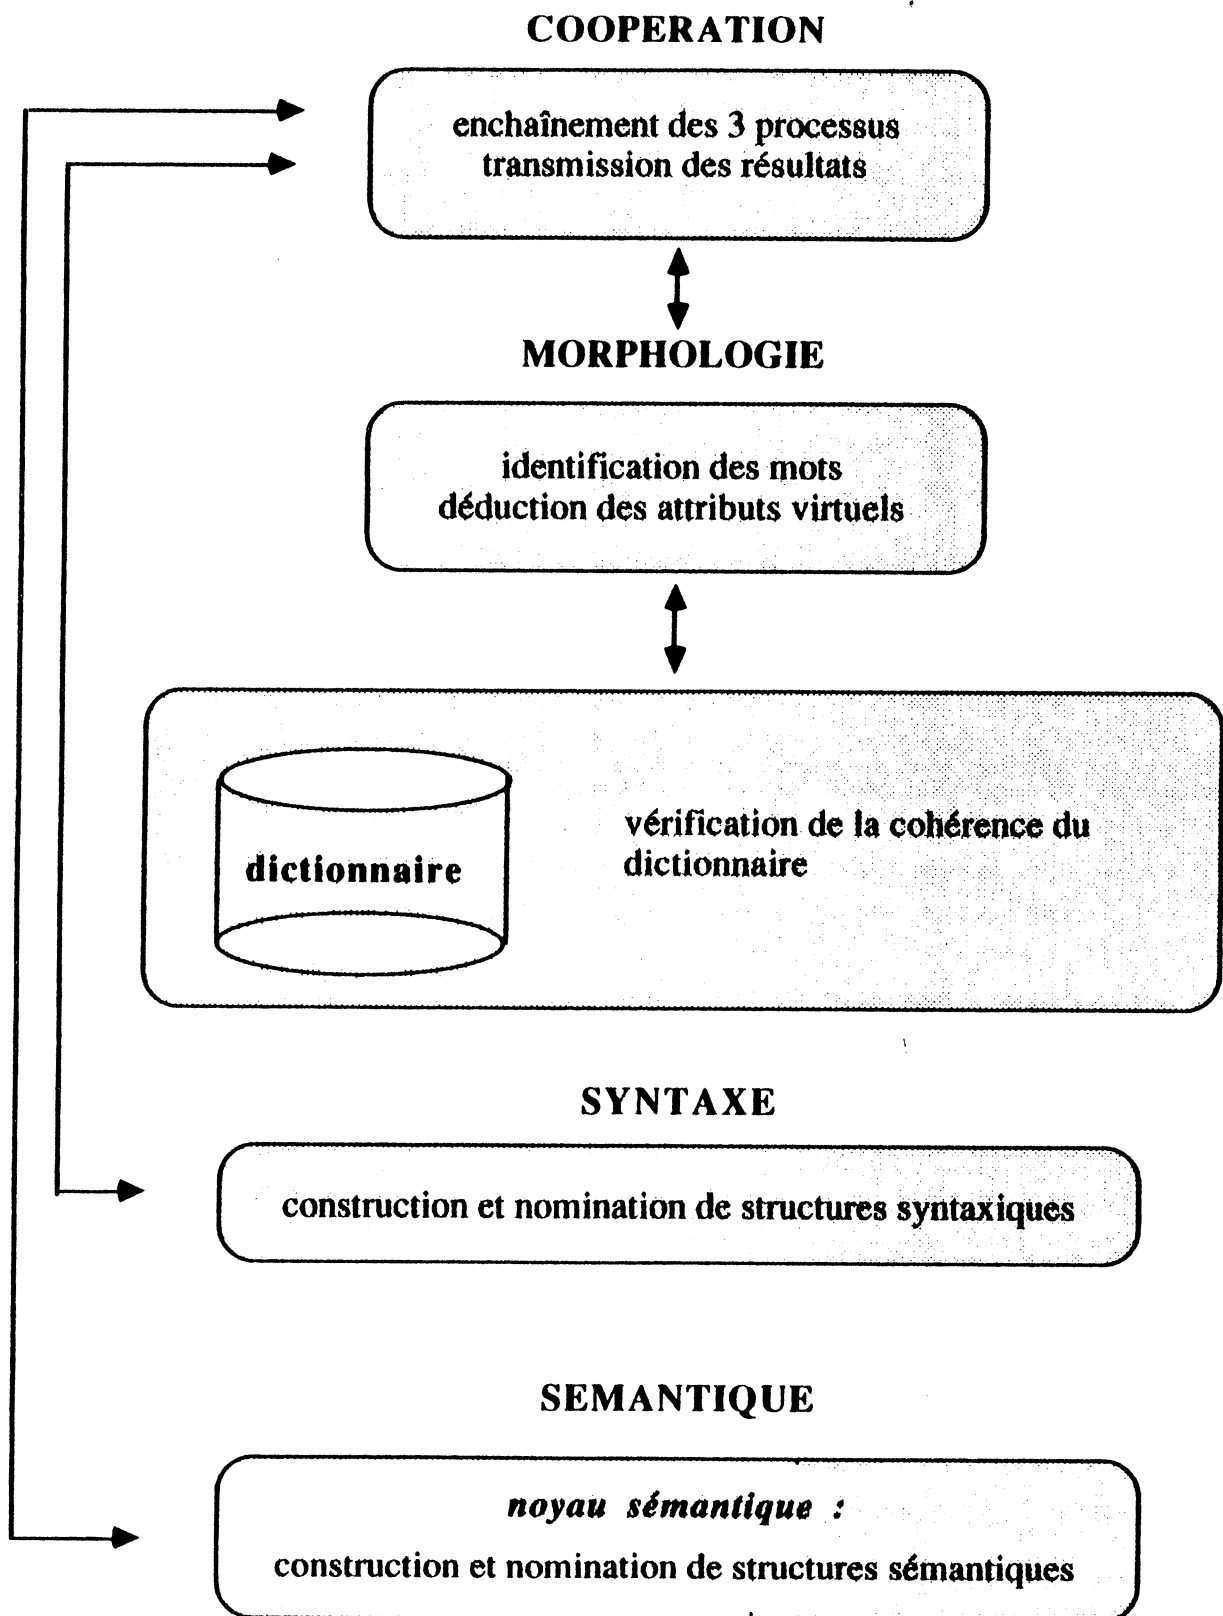 COOPERATION
enchaînement des 3 processus
transmission des résultats
MORPHOLOGIE
identification des mots
déduction des attributs virtuels
dictionnaire
vérification de la cohérence du
dictionnaire
SYNTAXE
construction et nomination de structures syntaxiques
SEMANTIQUE
noyau sémantique :
construction et nomination de structures sémantiques